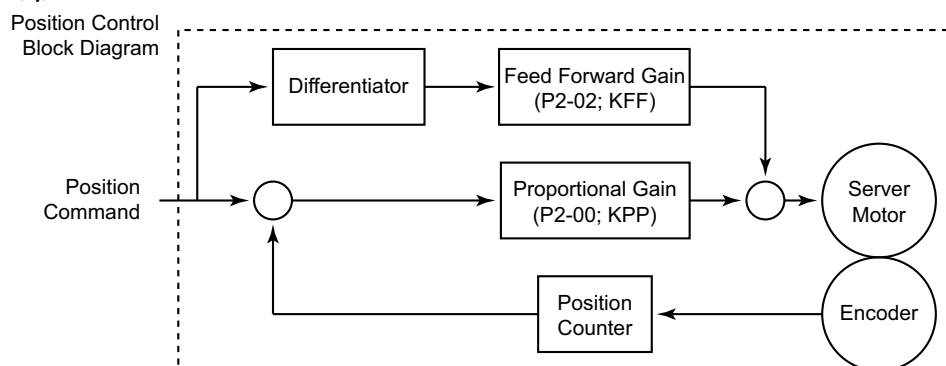 Position Control
Block Diagram
Differentiator
Feed Forward Gain
(P2-02; KFF)
Position
Command
Proportional Gain
(P2-00; KPP)
Server
Motor
Position
Counter
Encoder